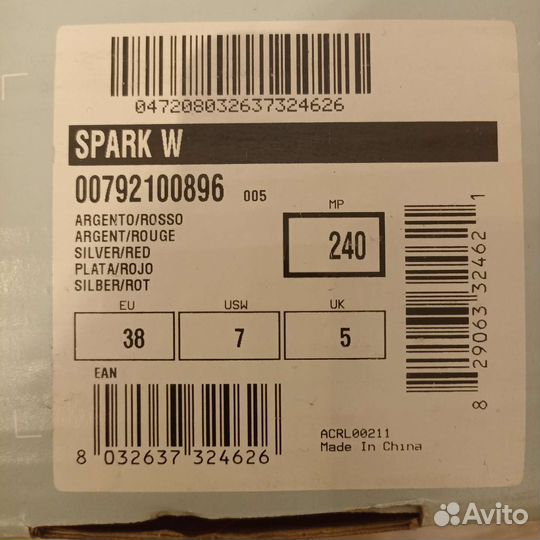 0472080032637324626
SPARK W
00792100896 005
ARGENTO/ROSSO
ARGENT/ROUGE
SILVER/RED
PLATA/ROJO
SILBER/ROT
MP
240
EU
38
USW
7
UK
5
8 29063 32462 1
EAN
8 032637 324626
ACRL00211
Made In China
Avito